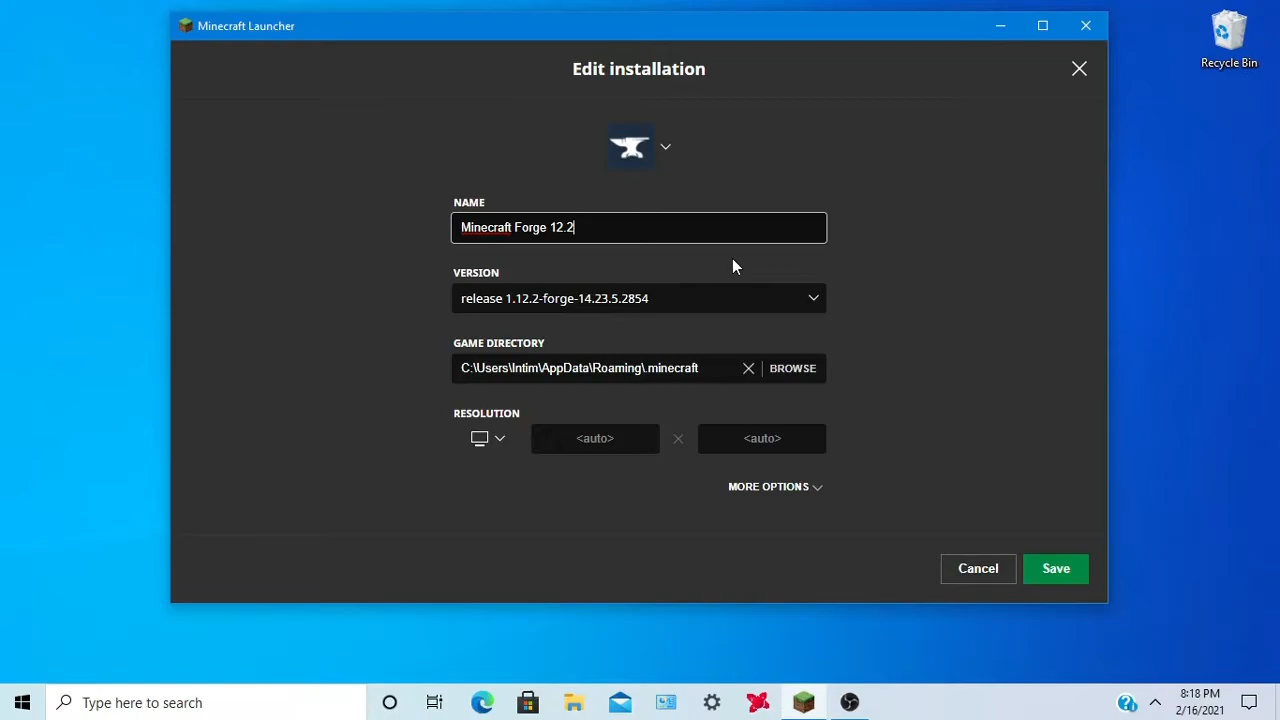 Minecraft Launcher
Recycle Bin
Edit installation
NAME
Minecraft Forge 12.2
VERSION
release 1.12.2-forge-14.23.5.2854
GAME DIRECTORY
C:\Users\Intim\AppData\Roaming\.minecraft
BROWSE
RESOLUTION
<auto> <auto>
MORE OPTIONS
Cancel Save
Type here to search
8:18 PM
2/16/2021